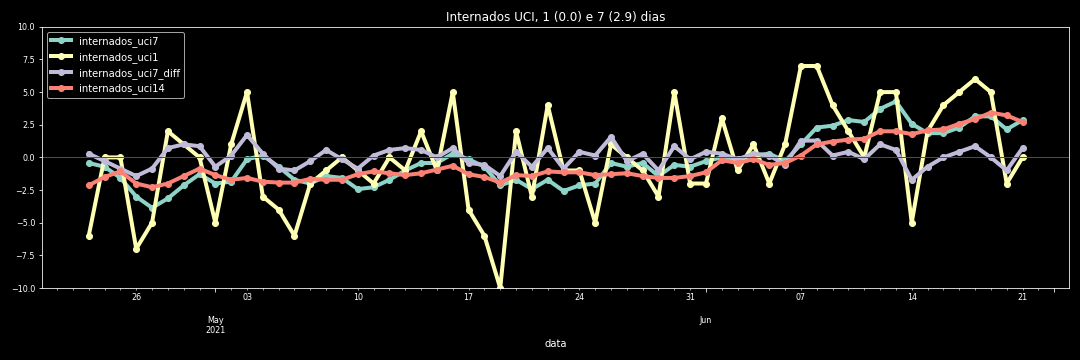 Internados UCI, 1 (0.0) e 7 (2.9) dias
internados_uci7
internados_uci1
internados_uci7_diff
internados_uci14
10.0
7.5
5.0
2.5
0.0
−2.5
−5.0
−7.5
−10.0
26 03 10 17 24 31 07 14 21
May Jun
2021
data